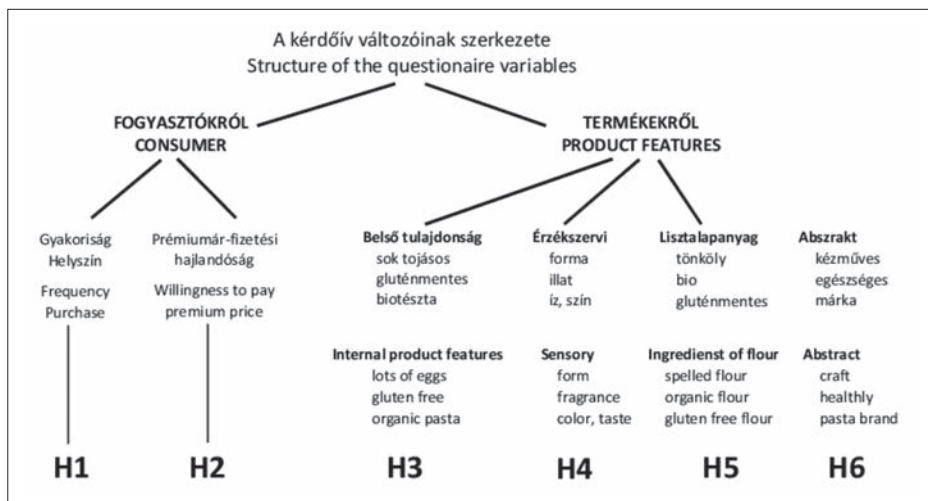 A kérdőív változóinak szerkezete
Structure of the questionaire variables
FOGYASZTÓKRÓL
CONSUMER
TERMÉKEKRŐL
PRODUCT FEATURES
Gyakoriság
Helyszín
Frequency
Purchase
Prémiumár-fizetési
hajlandóság
Willingness to pay
premium price
Belső tulajdonság
sok tojásos
gluténmentes
biotészta
Érzékszervi
forma
illat
íz, szín
Lisztalapanyag
tönköly
bio
gluténmentes
Abszrakt
kézműves
egészséges
márka
Internal product features
lots of eggs
gluten free
organic pasta
Sensory
form
fragrance
color, taste
Ingredienst of flour
spelled flour
organic flour
gluten free flour
Abstract
craft
healthly
pasta brand
H1
H2
H3
H4
H5
H6